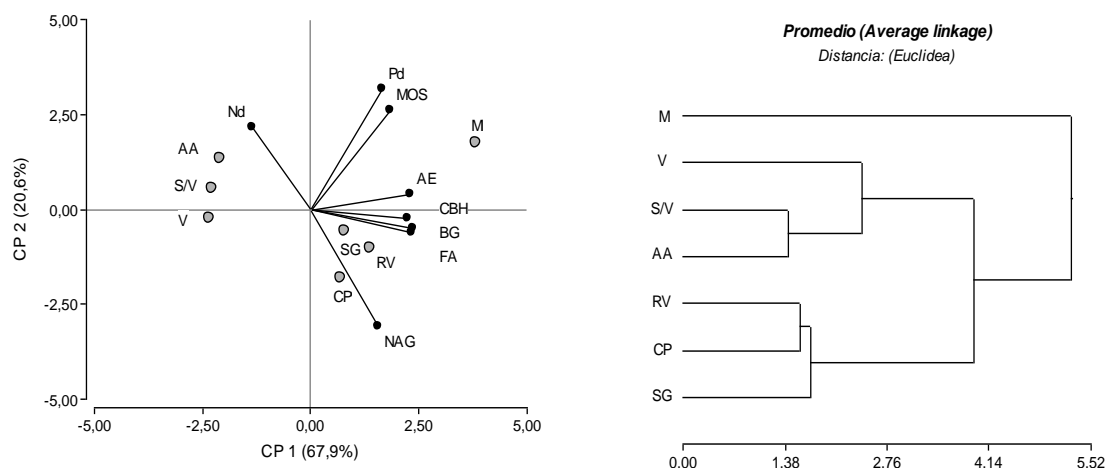 5,00
2,50
0,00
-2,50
-5,00
CP 2 (20,6%)
Pd
MOS
Nd
M
AA
S/V
V
AE
CBH
BG
FA
SG
RV
CP
NAG
-5,00 -2,50 0,00 2,50 5,00
CP 1 (67,9%)
Promedio (Average linkage)
Distancia: (Euclidea)
M
V
S/V
AA
RV
CP
SG
0.00 1.38 2.76 4.14 5.52